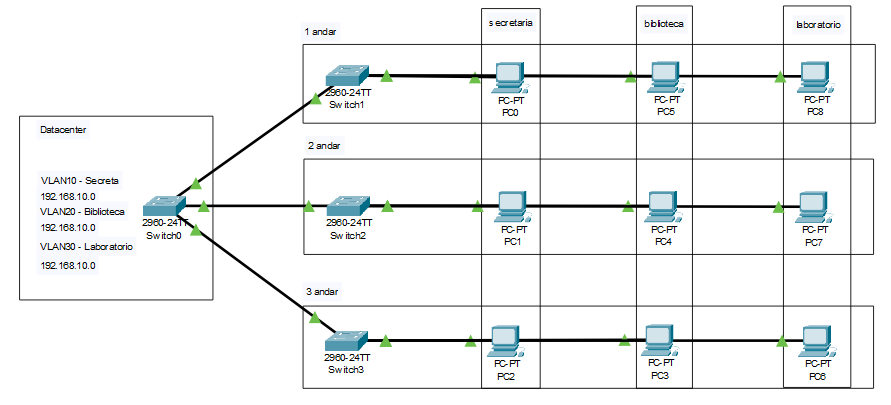 secretaria
biblioteca
laboratorio
1 andar
2960-24TT
Switch1
PC-PT
PC0
PC-PT
PC5
PC-PT
PC8
Datacenter
VLAN10 - Secreta
192.168.10.0
VLAN20 - Biblioteca
192.168.10.0
VLAN30 - Laboratorio
192.168.10.0
2960-24TT
Switch0
2 andar
2960-24TT
Switch2
PC-PT
PC1
PC-PT
PC4
PC-PT
PC7
3 andar
2960-24TT
Switch3
PC-PT
PC2
PC-PT
PC3
PC-PT
PC6